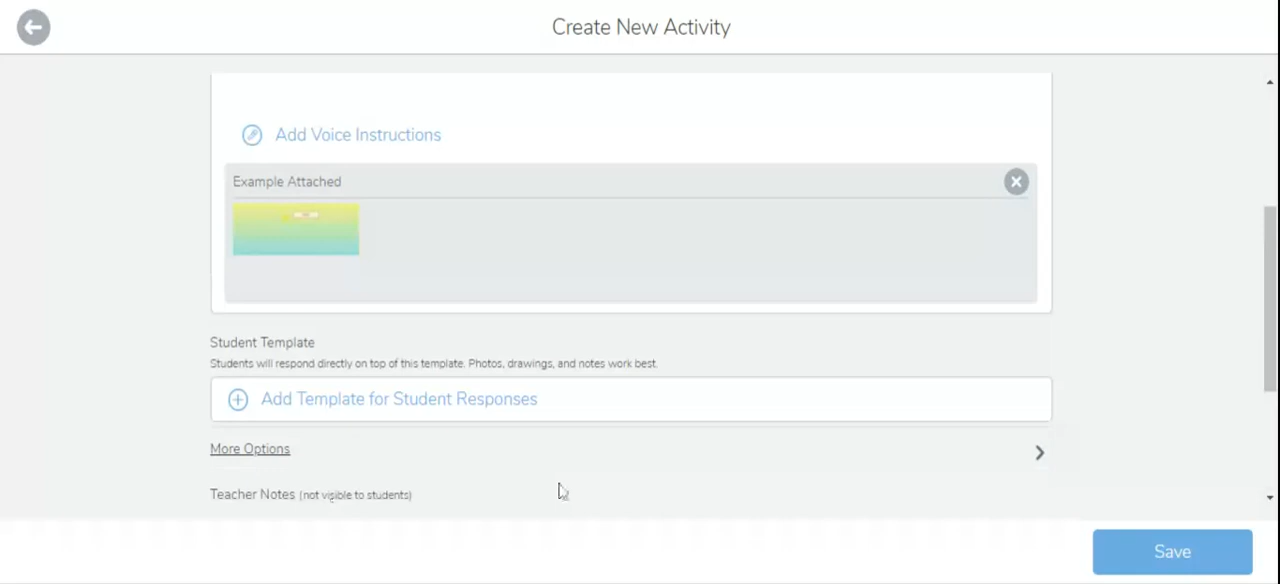 Create New Activity
Add Voice Instructions
Example Attached
Student Template
Students will respond directly on top of this template. Photos, drawings, and notes work best.
Add Template for Student Responses
More Options
Teacher Notes (not visible to students)
Save